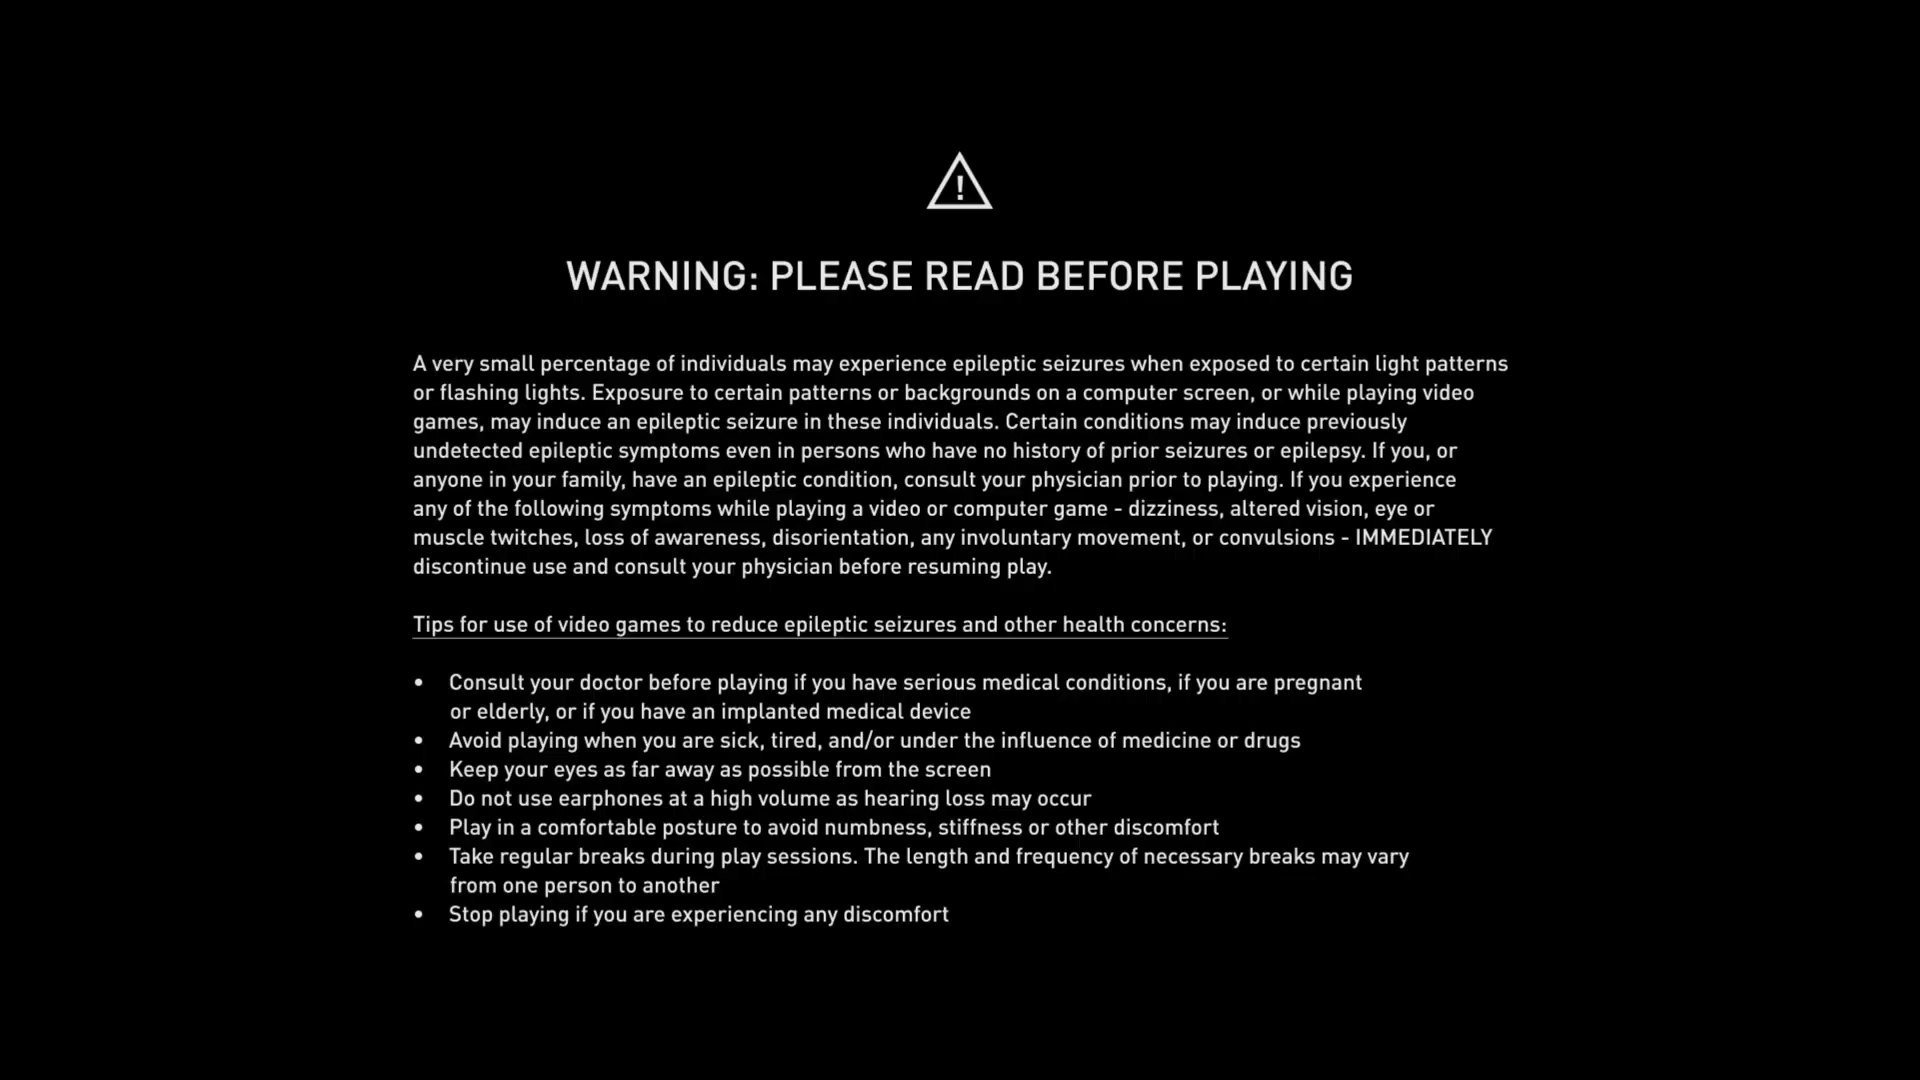 !
WARNING: PLEASE READ BEFORE PLAYING
A very small percentage of individuals may experience epileptic seizures when exposed to certain light patterns
or flashing lights. Exposure to certain patterns or backgrounds on a computer screen, or while playing video
games, may induce an epileptic seizure in these individuals. Certain conditions may induce previously
undetected epileptic symptoms even in persons who have no history of prior seizures or epilepsy. If you, or
anyone in your family, have an epileptic condition, consult your physician prior to playing. If you experience
any of the following symptoms while playing a video or computer game - dizziness, altered vision, eye or
muscle twitches, loss of awareness, disorientation, any involuntary movement, or convulsions - IMMEDIATELY
discontinue use and consult your physician before resuming play.
Tips for use of video games to reduce epileptic seizures and other health concerns:
• Consult your doctor before playing if you have serious medical conditions, if you are pregnant
or elderly, or if you have an implanted medical device
• Avoid playing when you are sick, tired, and/or under the influence of medicine or drugs
• Keep your eyes as far away as possible from the screen
• Do not use earphones at a high volume as hearing loss may occur
• Play in a comfortable posture to avoid numbness, stiffness or other discomfort
• Take regular breaks during play sessions. The length and frequency of necessary breaks may vary
from one person to another
• Stop playing if you are experiencing any discomfort